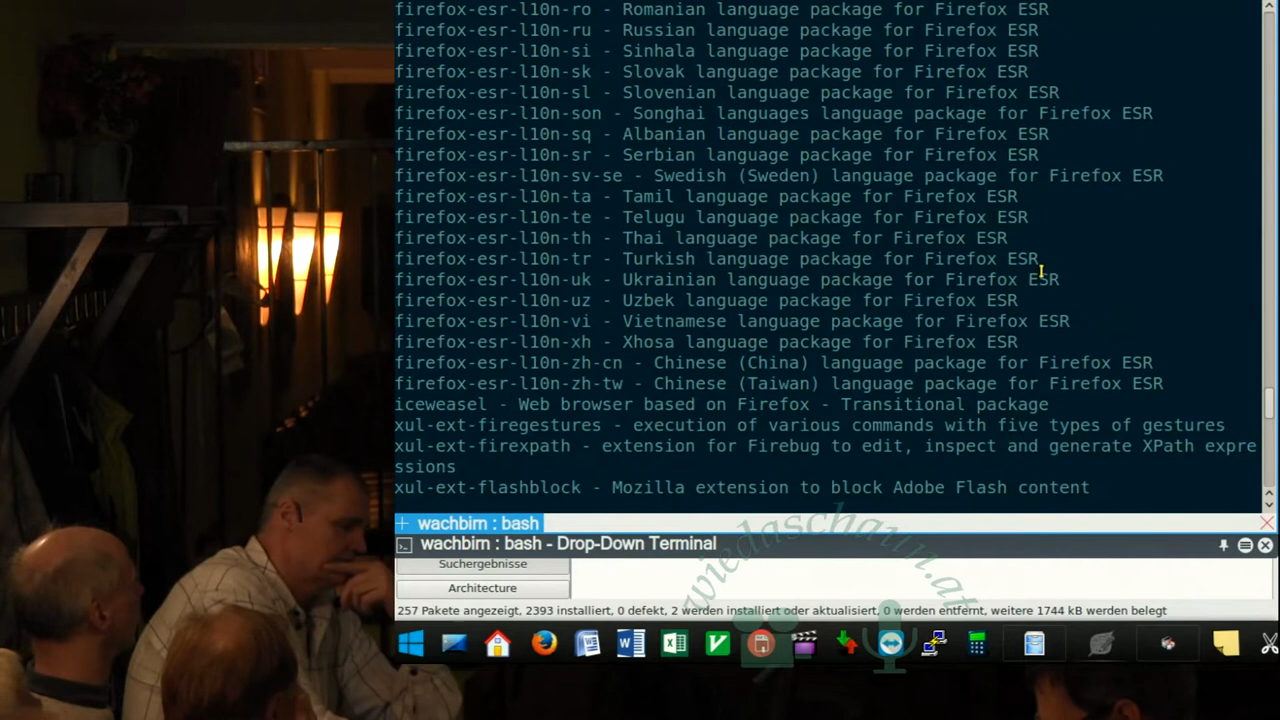 firefox-esr-l10n-ro - Romanian language package for Firefox ESR
firefox-esr-l10n-ru - Russian language package for Firefox ESR
firefox-esr-l10n-si - Sinhala language package for Firefox ESR
firefox-esr-l10n-sk - Slovak language package for Firefox ESR
firefox-esr-l10n-sl - Slovenian language package for Firefox ESR
firefox-esr-l10n-son - Songhai languages language package for Firefox ESR
firefox-esr-l10n-sq - Albanian language package for Firefox ESR
firefox-esr-l10n-sr - Serbian language package for Firefox ESR
firefox-esr-l10n-sv-se - Swedish (Sweden) language package for Firefox ESR
firefox-esr-l10n-ta - Tamil language package for Firefox ESR
firefox-esr-l10n-te - Telugu language package for Firefox ESR
firefox-esr-l10n-th - Thai language package for Firefox ESR
firefox-esr-l10n-tr - Turkish language package for Firefox ESR
firefox-esr-l10n-uk - Ukrainian language package for Firefox ESR
firefox-esr-l10n-uz - Uzbek language package for Firefox ESR
firefox-esr-l10n-vi - Vietnamese language package for Firefox ESR
firefox-esr-l10n-xh - Xhosa language package for Firefox ESR
firefox-esr-l10n-zh-cn - Chinese (China) language package for Firefox ESR
firefox-esr-l10n-zh-tw - Chinese (Taiwan) language package for Firefox ESR
iceweasel - Web browser based on Firefox - Transitional package
xul-ext-firegestures - execution of various commands with five types of gestures
xul-ext-firexpath - extension for Firebug to edit, inspect and generate XPath expre
ssions
xul-ext-flashblock - Mozilla extension to block Adobe Flash content
wachbirn : bash
wachbirn : bash - Drop-Down Terminal
Suchergebnisse
Architecture
257 Pakete angezeigt, 2393 installiert, 0 defekt, 2 werden installiert oder aktualisiert, 0 werden entfernt, weitere 1744 kB werden belegt
wiedaschaum.at